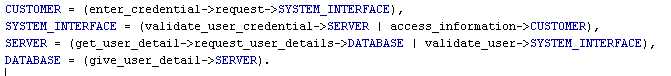 CUSTOMER = (enter_credential->request->SYSTEM_INTERFACE),
SYSTEM_INTERFACE = (validate_user_credential->SERVER | access_information->CUSTOMER),
SERVER = (get_user_detail->request_user_details->DATABASE | validate_user->SYSTEM_INTERFACE),
DATABASE = (give_user_detail->SERVER).